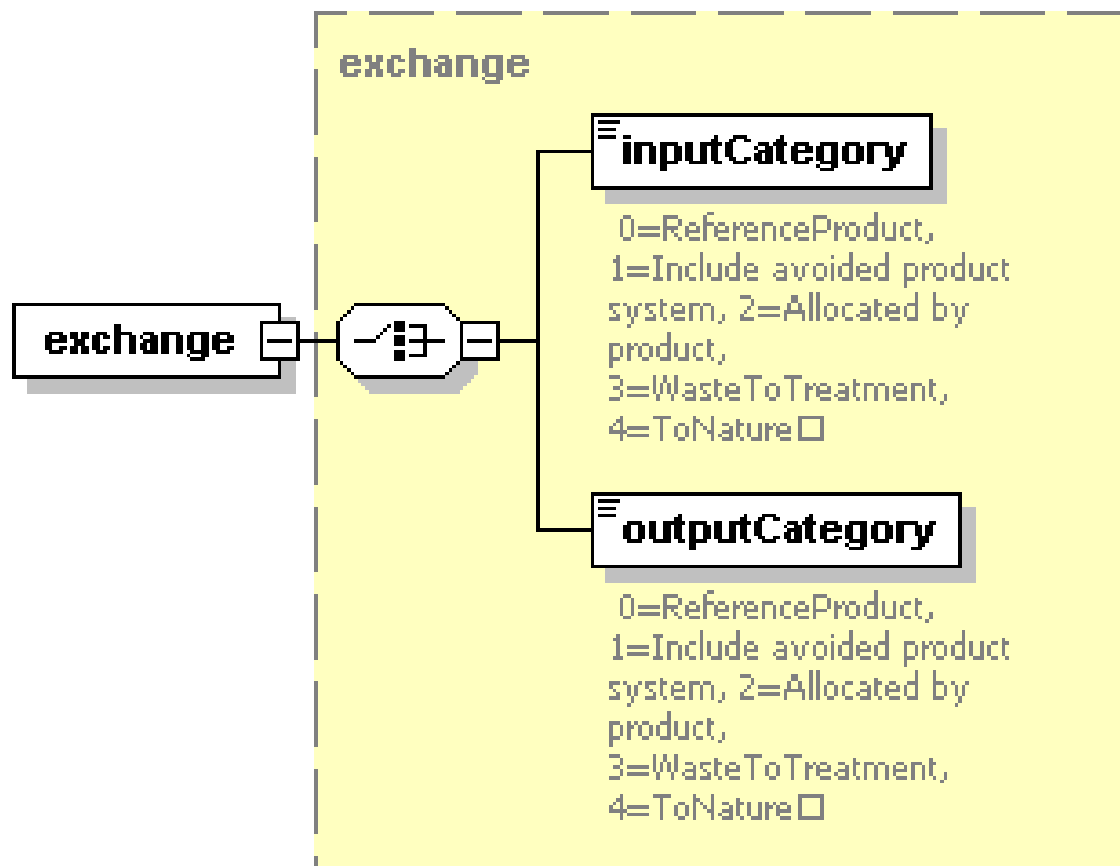 exchange
inputCategory
0=ReferenceProduct,
1=Include avoided product
system, 2=Allocated by
product,
3=WasteToTreatment,
4=ToNature□
exchange
outputCategory
0=ReferenceProduct,
1=Include avoided product
system, 2=Allocated by
product,
3=WasteToTreatment,
4=ToNature□